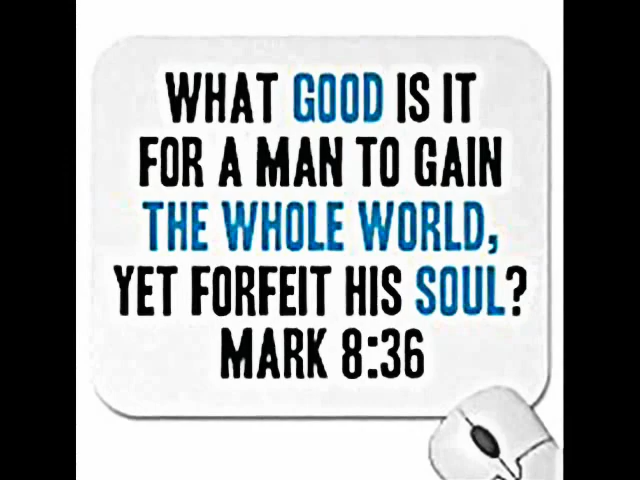 WHAT GOOD IS IT
FOR A MAN TO GAIN
THE WHOLE WORLD,
YET FORFEIT HIS SOUL?
MARK 8:36